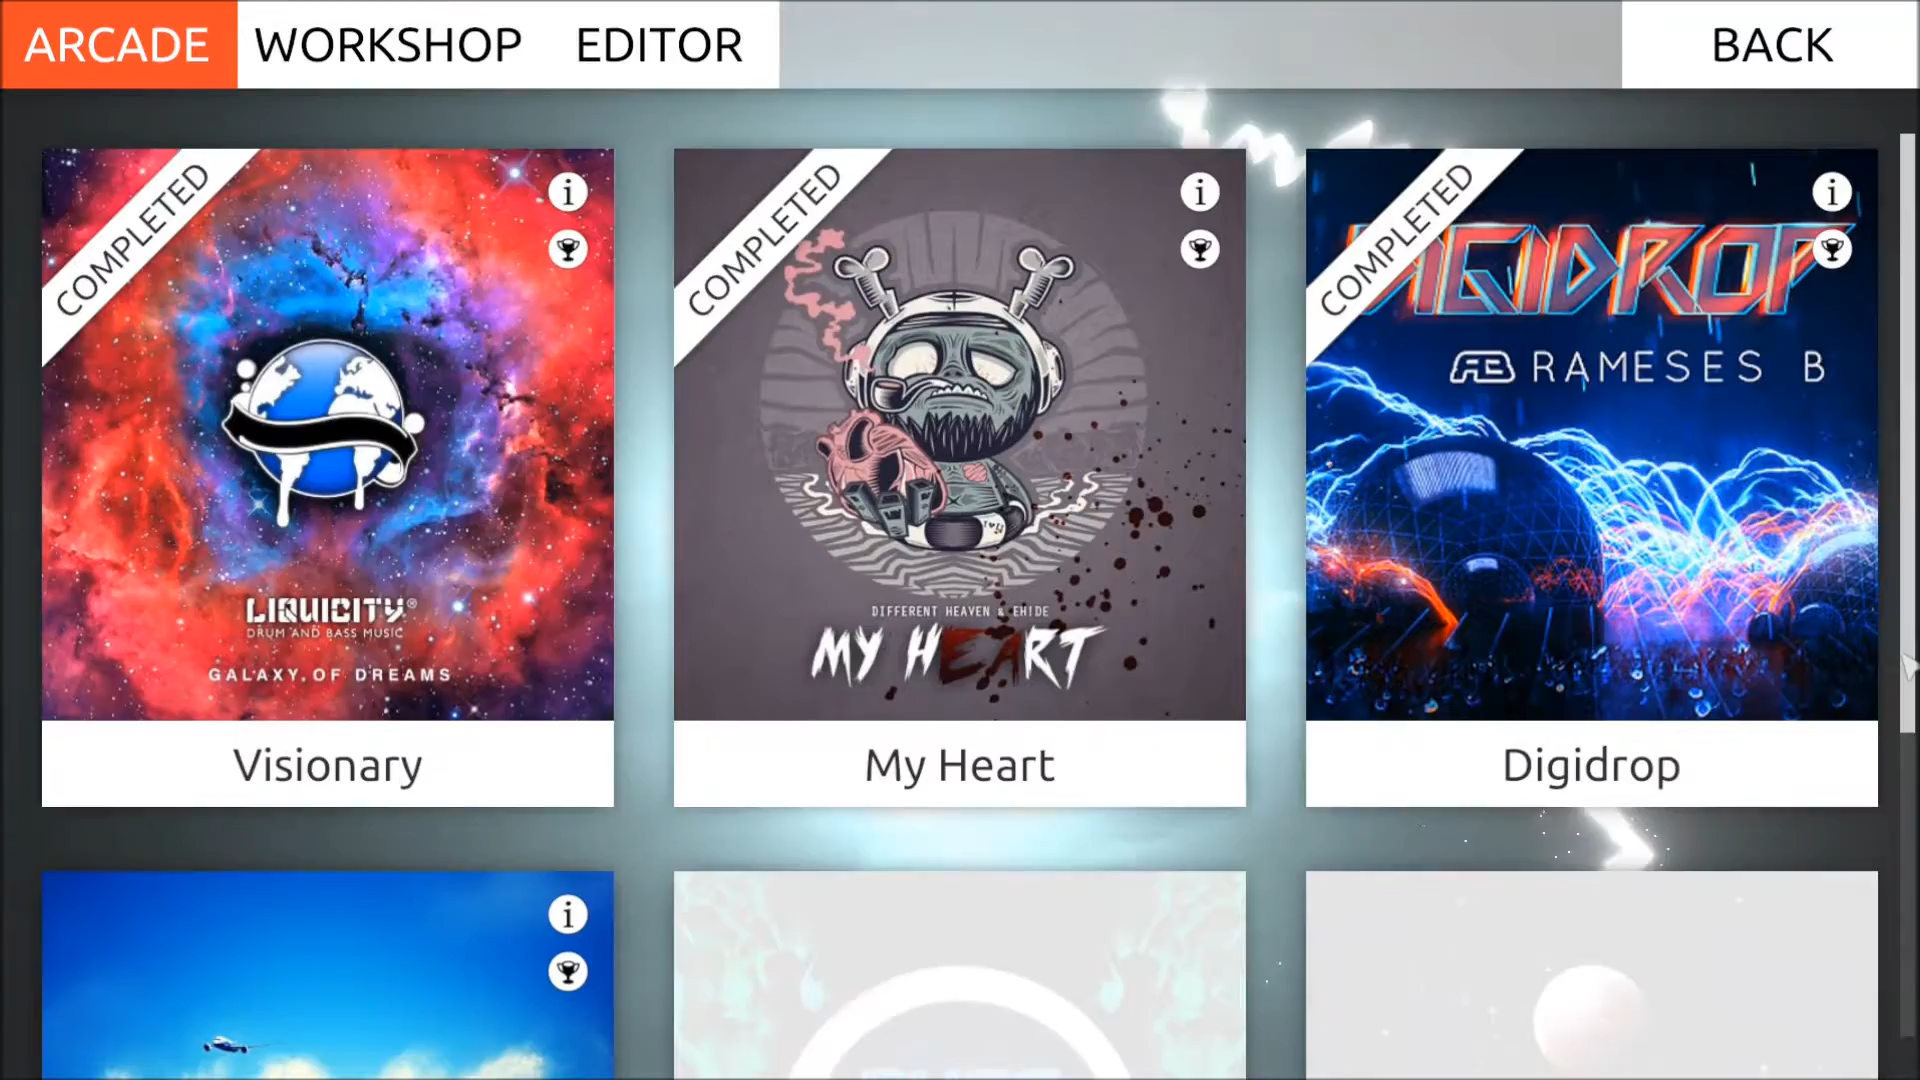 ARCADE WORKSHOP EDITOR BACK
COMPLETED
LIQUICITY®
DRUM AND BASS MUSIC
GALAXY OF DREAMS
Visionary
COMPLETED
DIFFERENT HEAVEN & EH!DE
MY HEART
My Heart
COMPLETED
DIGIDROP
RAMESES B
Digidrop